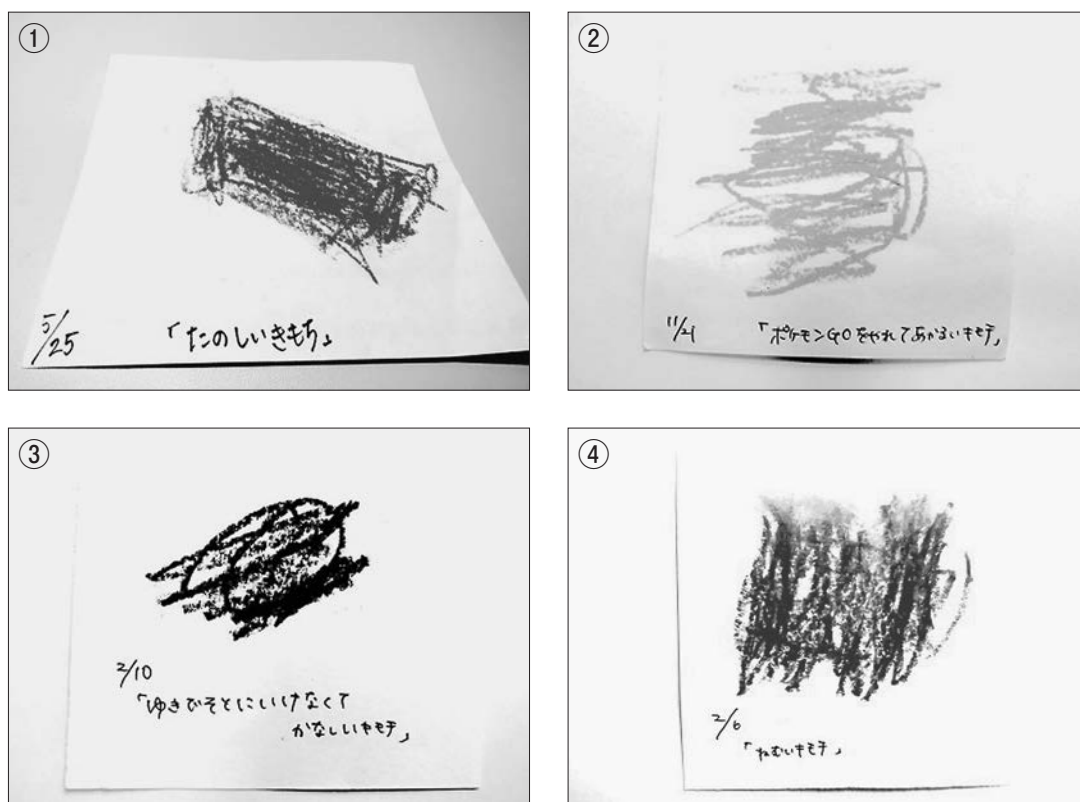 ①
5/25
「たのしいきもち」
②
11/21
「ポケモンGOをやれてあかるいキモチ」
③
2/10
「ゆきでそとにいけなくて
かなしいキモチ」
④
2/6
「ねむいキモチ」